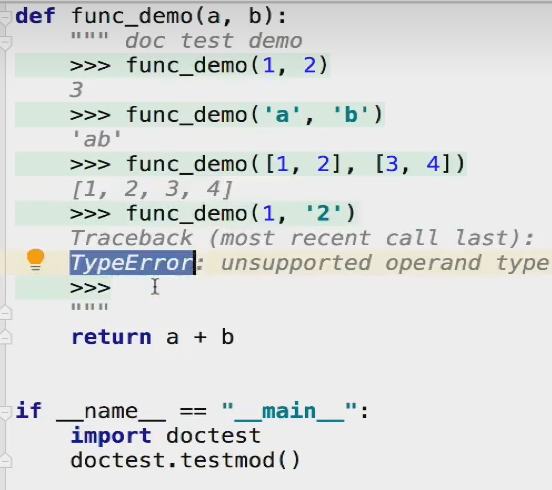 def func_demo(a, b):
    """ doc test demo
    >>> func_demo(1, 2)
    3
    >>> func_demo('a', 'b')
    'ab'
    >>> func_demo([1, 2], [3, 4])
    [1, 2, 3, 4]
    >>> func_demo(1, '2')
    Traceback (most recent call last):
    TypeError: unsupported operand type
    >>>
    """
    return a + b
if __name__ == "__main__":
    import doctest
    doctest.testmod()